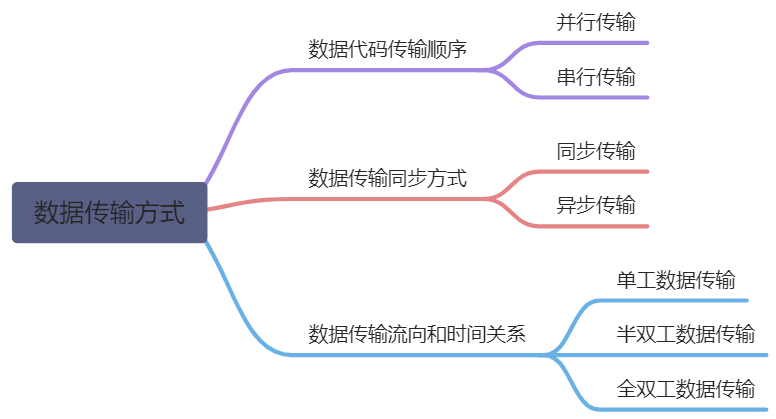 数据传输方式
数据代码传输顺序
并行传输
串行传输
数据传输同步方式
同步传输
异步传输
数据传输流向和时间关系
单工数据传输
半双工数据传输
全双工数据传输